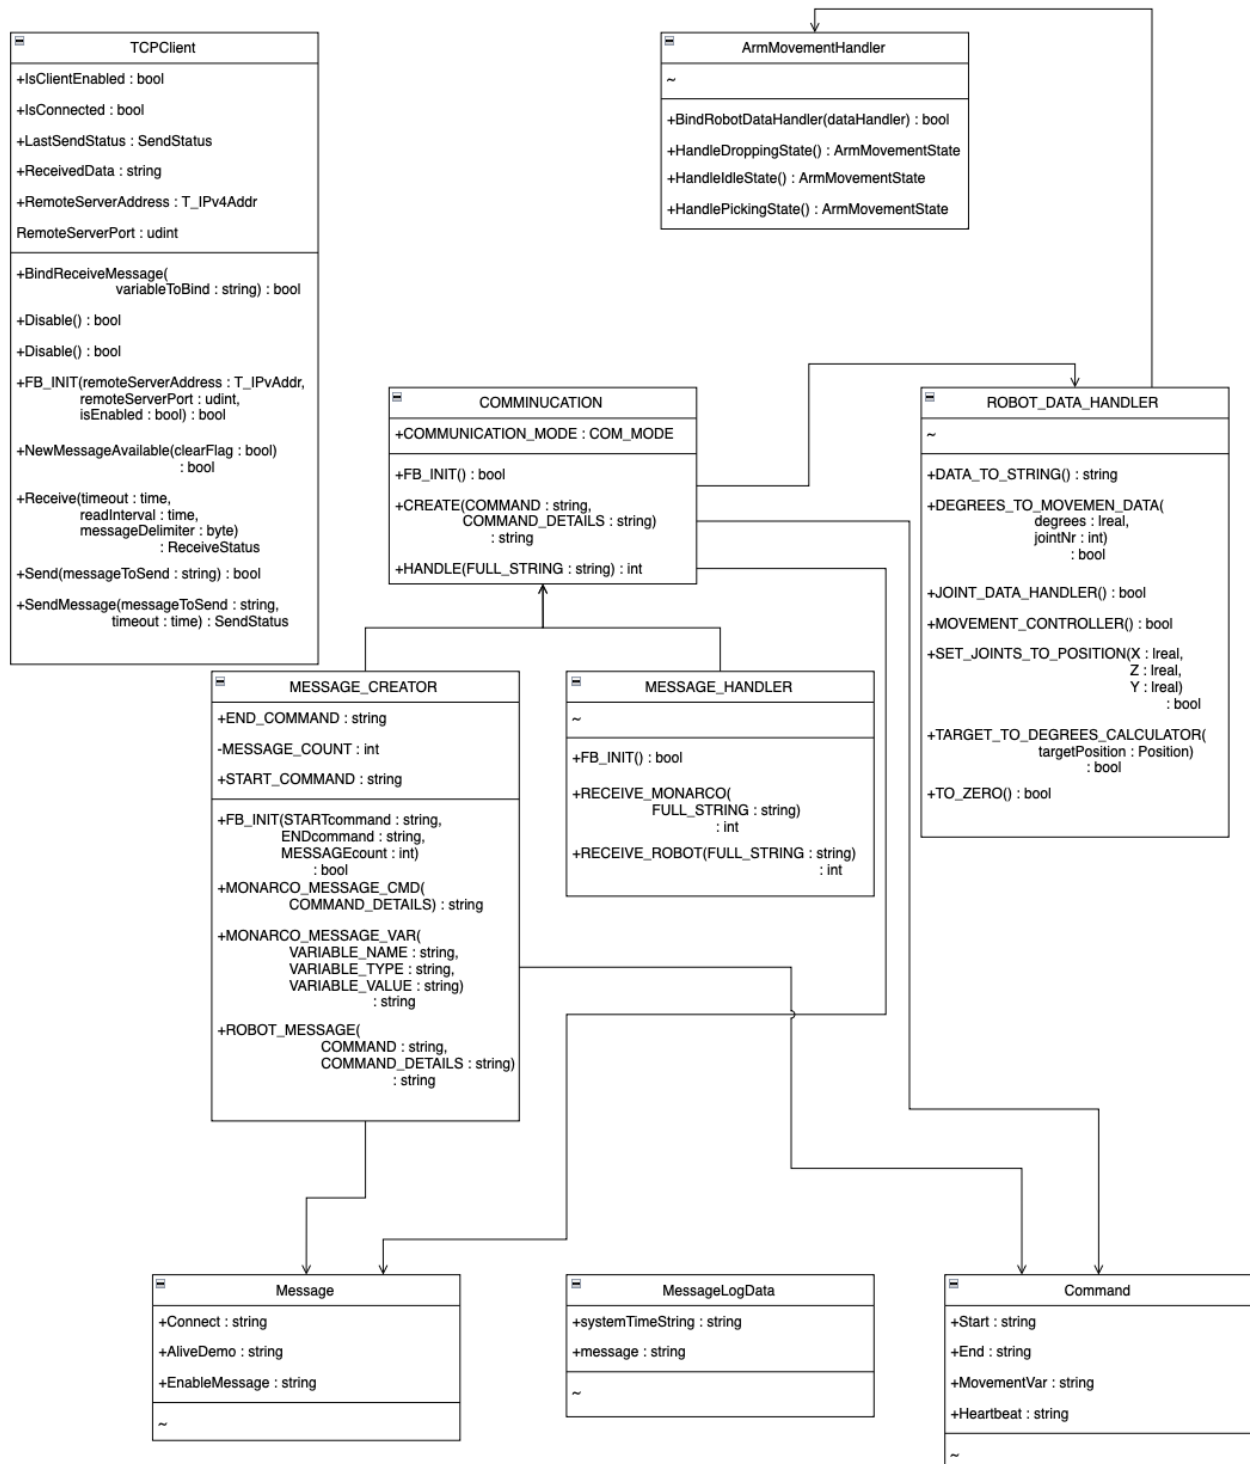 TCPClient
+IsClientEnabled : bool
+IsConnected : bool
+LastSendStatus : SendStatus
+ReceivedData : string
+RemoteServerAddress : T_IPv4Addr
RemoteServerPort : udint
+BindReceiveMessage(
variableToBind : string) : bool
+Disable() : bool
+Disable() : bool
+FB_INIT(remoteServerAddress : T_IPvAddr,
remoteServerPort : udint,
isEnabled : bool) : bool
+NewMessageAvailable(clearFlag : bool)
: bool
+Receive(timeout : time,
readInterval : time,
messageDelimiter : byte)
: ReceiveStatus
+Send(messageToSend : string) : bool
+SendMessage(messageToSend : string,
timeout : time) : SendStatus
ArmMovementHandler
~
+BindRobotDataHandler(dataHandler) : bool
+HandleDroppingState() : ArmMovementState
+HandleIdleState() : ArmMovementState
+HandlePickingState() : ArmMovementState
COMMINUCATION
+COMMUNICATION_MODE : COM_MODE
+FB_INIT() : bool
+CREATE(COMMAND : string,
COMMAND_DETAILS : string)
: string
+HANDLE(FULL_STRING : string) : int
ROBOT_DATA_HANDLER
~
+DATA_TO_STRING() : string
+DEGREES_TO_MOVEMEN_DATA(
degrees : lreal,
jointNr : int)
: bool
+JOINT_DATA_HANDLER() : bool
+MOVEMENT_CONTROLLER() : bool
+SET_JOINTS_TO_POSITION(X : lreal,
Z : lreal,
Y : lreal)
: bool
+TARGET_TO_DEGREES_CALCULATOR(
targetPosition : Position)
: bool
+TO_ZERO() : bool
MESSAGE_CREATOR
+END_COMMAND : string
-MESSAGE_COUNT : int
+START_COMMAND : string
+FB_INIT(STARTcommand : string,
ENDcommand : string,
MESSAGEcount : int)
: bool
+MONARCO_MESSAGE_CMD(
COMMAND_DETAILS) : string
+MONARCO_MESSAGE_VAR(
VARIABLE_NAME : string,
VARIABLE_TYPE : string,
VARIABLE_VALUE : string)
: string
+ROBOT_MESSAGE(
COMMAND : string,
COMMAND_DETAILS : string)
: string
MESSAGE_HANDLER
~
+FB_INIT() : bool
+RECEIVE_MONARCO(
FULL_STRING : string)
: int
+RECEIVE_ROBOT(FULL_STRING : string)
: int
Message
+Connect : string
+AliveDemo : string
+EnableMessage : string
~
MessageLogData
+systemTimeString : string
+message : string
~
Command
+Start : string
+End : string
+MovementVar : string
+Heartbeat : string
~